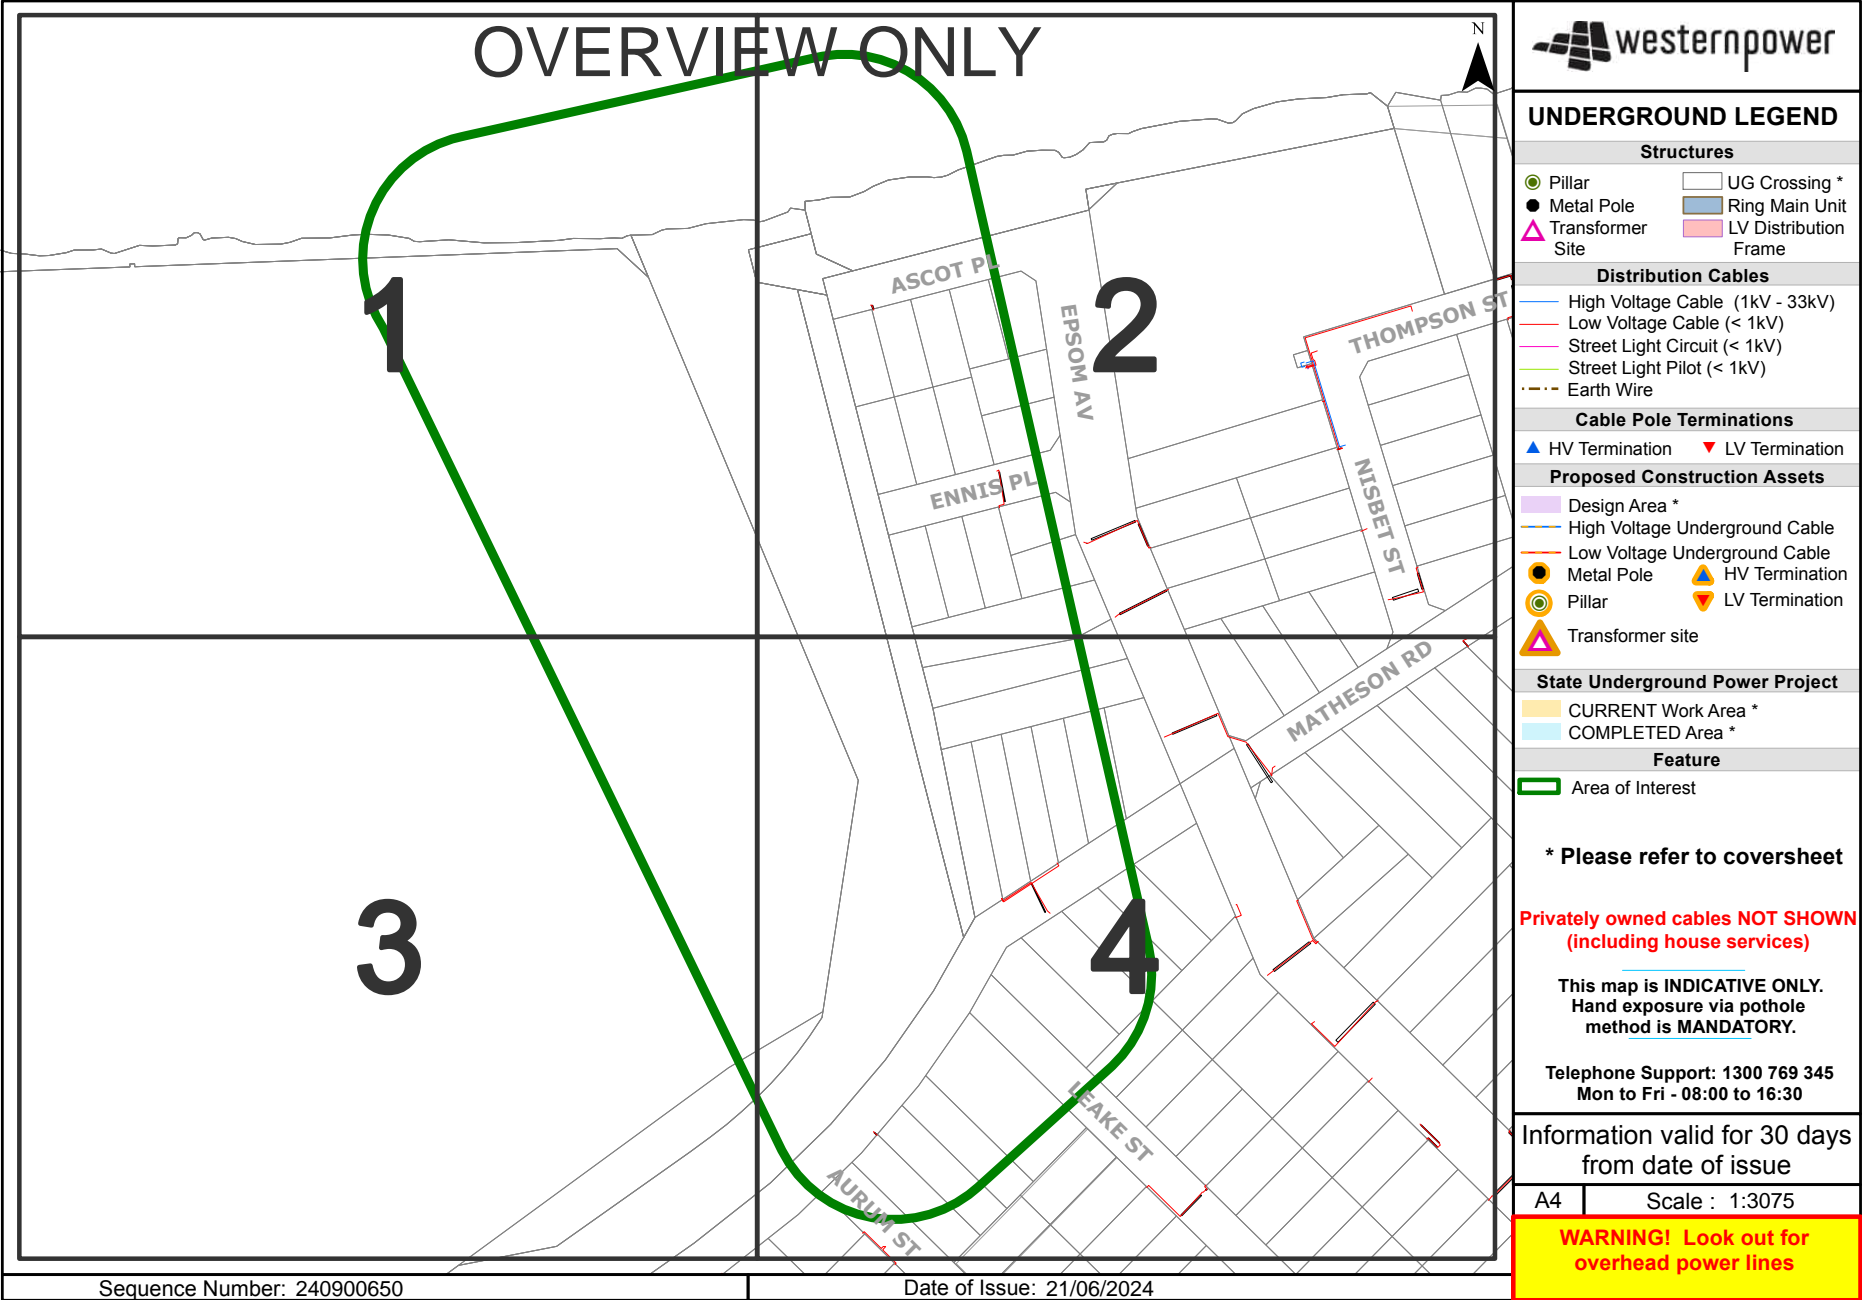 OVERVIEW ONLY
N
1
2
3
4
ASCOT PL
EPSOM AV
ENNIS PL
THOMPSON ST
NISBET ST
MATHESON RD
LEAKE ST
AURUM ST
westernpower
UNDERGROUND LEGEND
Structures
Pillar
UG Crossing *
Metal Pole
Ring Main Unit
Transformer Site
LV Distribution Frame
Distribution Cables
High Voltage Cable (1kV - 33kV)
Low Voltage Cable (< 1kV)
Street Light Circuit (< 1kV)
Street Light Pilot (< 1kV)
Earth Wire
Cable Pole Terminations
HV Termination
LV Termination
Proposed Construction Assets
Design Area *
High Voltage Underground Cable
Low Voltage Underground Cable
Metal Pole
HV Termination
Pillar
LV Termination
Transformer site
State Underground Power Project
CURRENT Work Area *
COMPLETED Area *
Feature
Area of Interest
* Please refer to coversheet
Privately owned cables NOT SHOWN
(including house services)
This map is INDICATIVE ONLY.
Hand exposure via pothole
method is MANDATORY.
Telephone Support: 1300 769 345
Mon to Fri - 08:00 to 16:30
Information valid for 30 days
from date of issue
A4
Scale : 1:3075
WARNING! Look out for
overhead power lines
Sequence Number: 240900650
Date of Issue: 21/06/2024